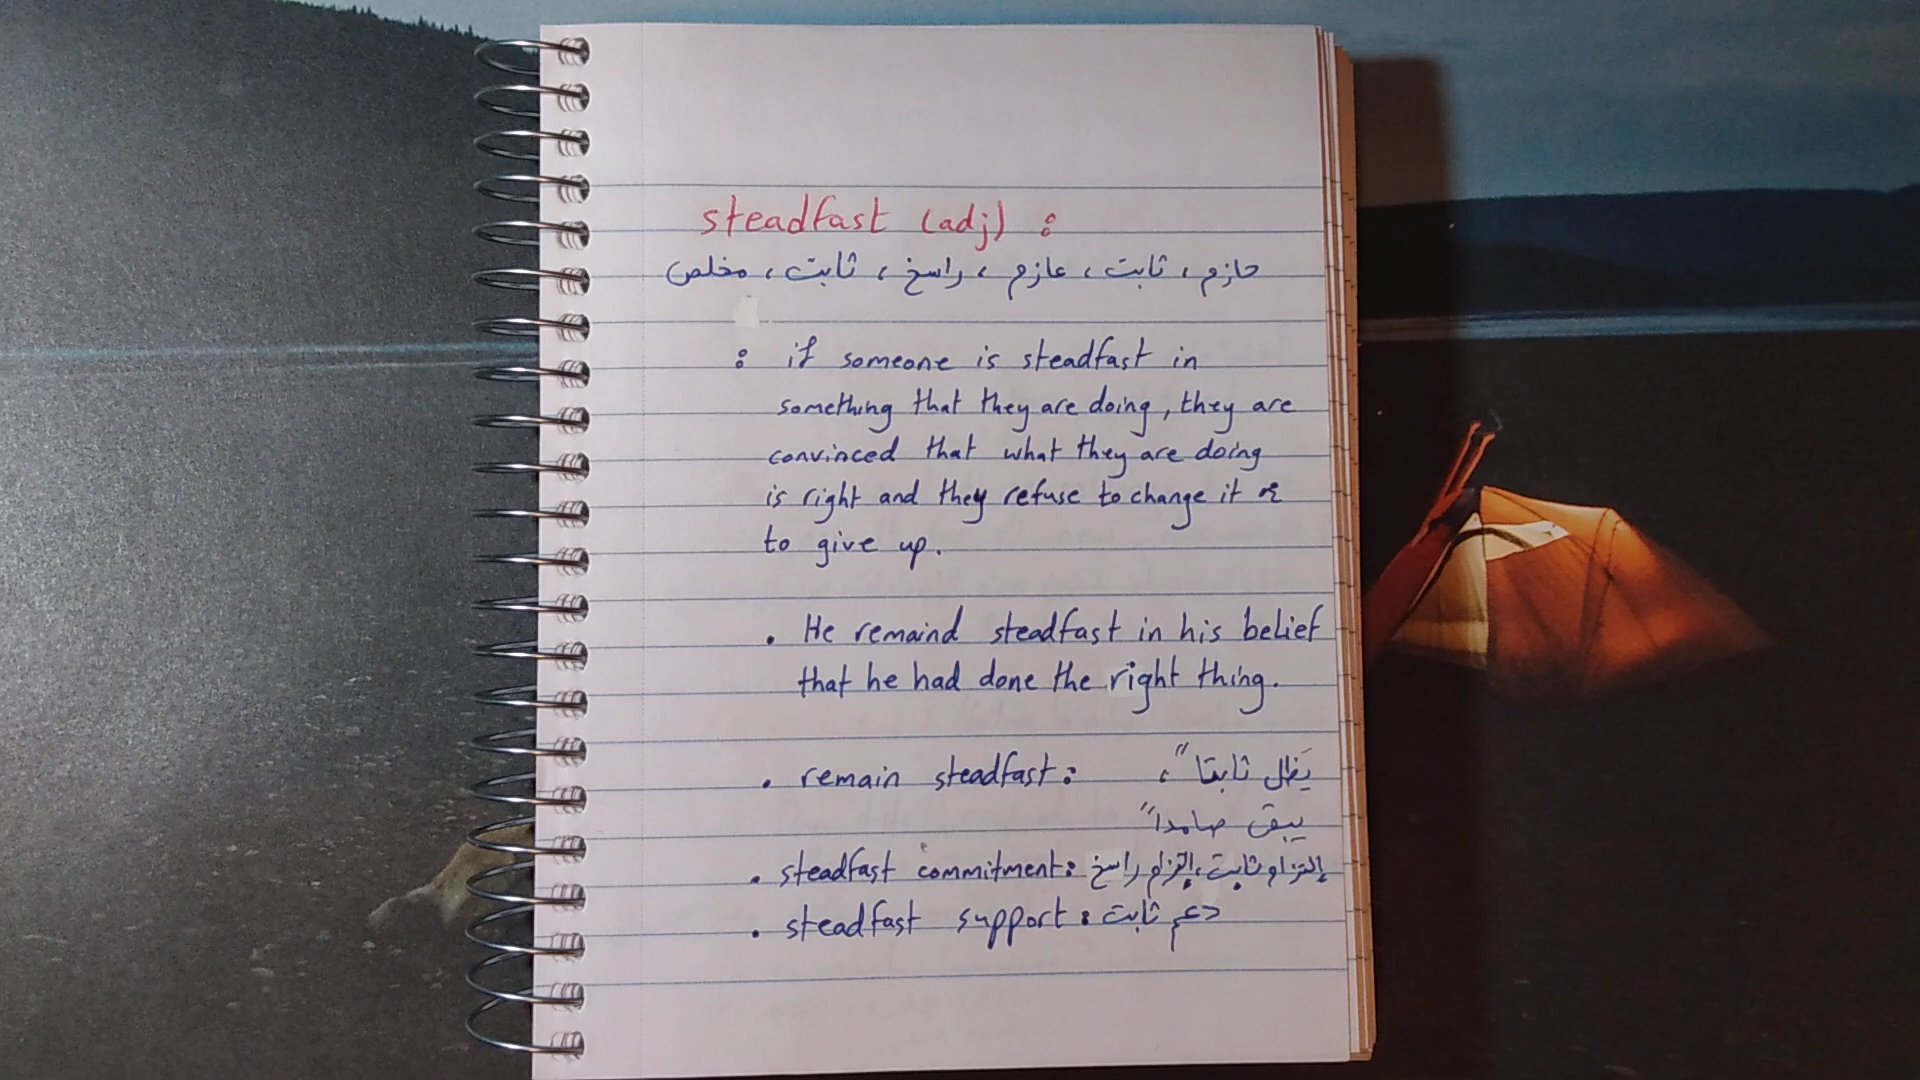 steadfast (adj) :
حازم ، ثابت ، عازم ، راسخ ، ثابت ، مخلص
: if someone is steadfast in
something that they are doing, they are
convinced that what they are doing
is right and they refuse to change it or
to give up.
. He remaind steadfast in his belief
that he had done the right thing.
. remain steadfast : يَظل ثابتا" ،
يبقى صامدا"
. steadfast commitment : إلتزام ثابت ، إلتزام راسخ
. steadfast support : دعم ثابت